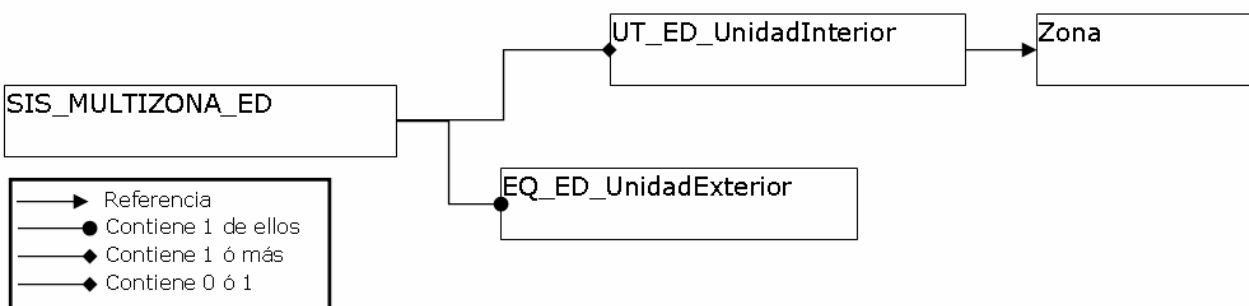 UT_ED_UnidadInterior
Zona
SIS_MULTIZONA_ED
EQ_ED_UnidadExterior
Referencia
Contiene 1 de ellos
Contiene 1 ó más
Contiene 0 ó 1